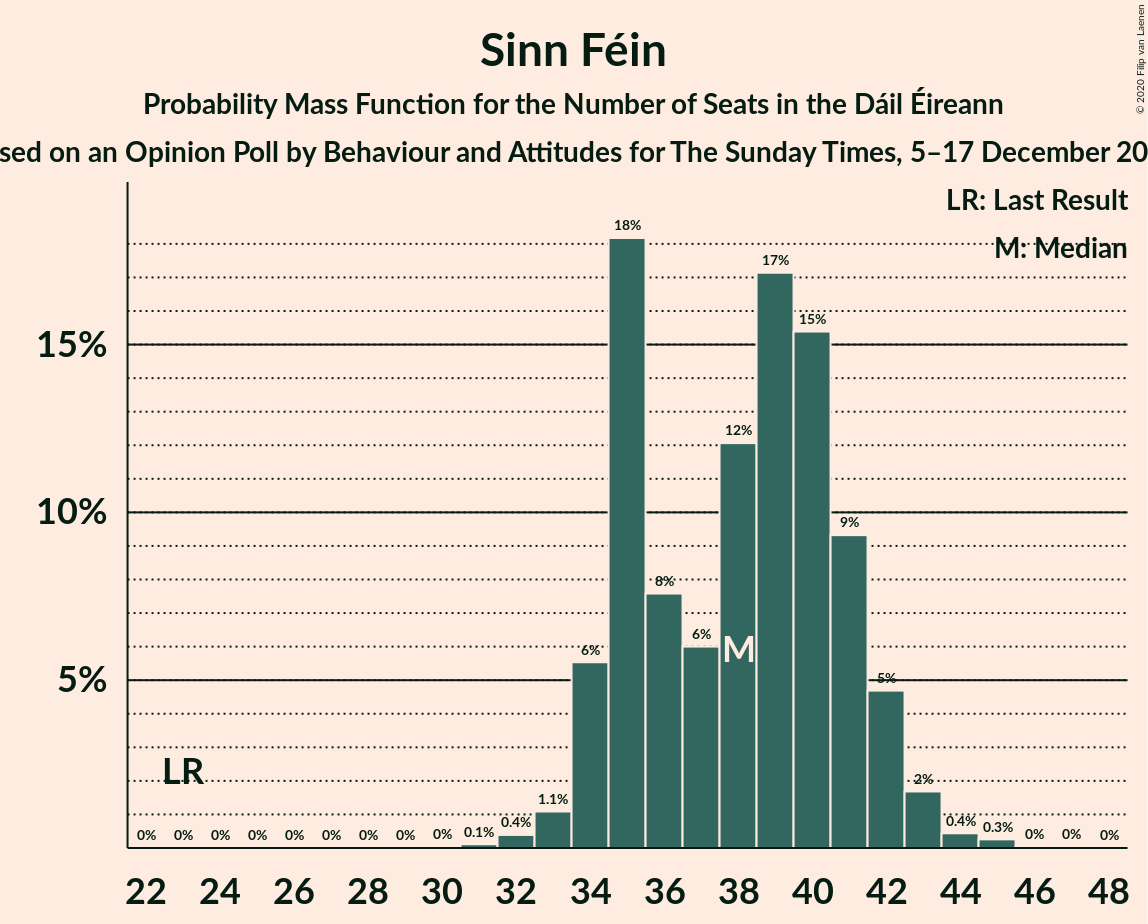 Sinn Féin
Probability Mass Function for the Number of Seats in the Dáil Éireann
sed on an Opinion Poll by Behaviour and Attitudes for The Sunday Times, 5–17 December 20
© 2020 Filip van Laenen
LR: Last Result
M: Median
18%
17%
15%
15%
12%
10%
9%
8%
6%
6%
M
5%
5%
LR
2%
1.1%
0% 0% 0% 0% 0% 0% 0% 0% 0% 0.1% 0.4% 0.4% 0.3% 0% 0% 0%
22 24 26 28 30 32 34 36 38 40 42 44 46 48